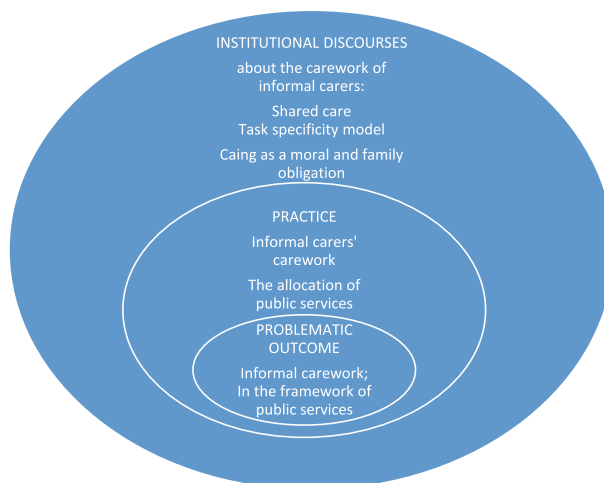 INSTITUTIONAL DISCOURSES
about the carework of
informal carers:
Shared care
Task specificity model
Caing as a moral and family
obligation
PRACTICE
Informal carers'
carework
The allocation of
public services
PROBLEMATIC
OUTCOME
Informal carework;
In the framework of
public services